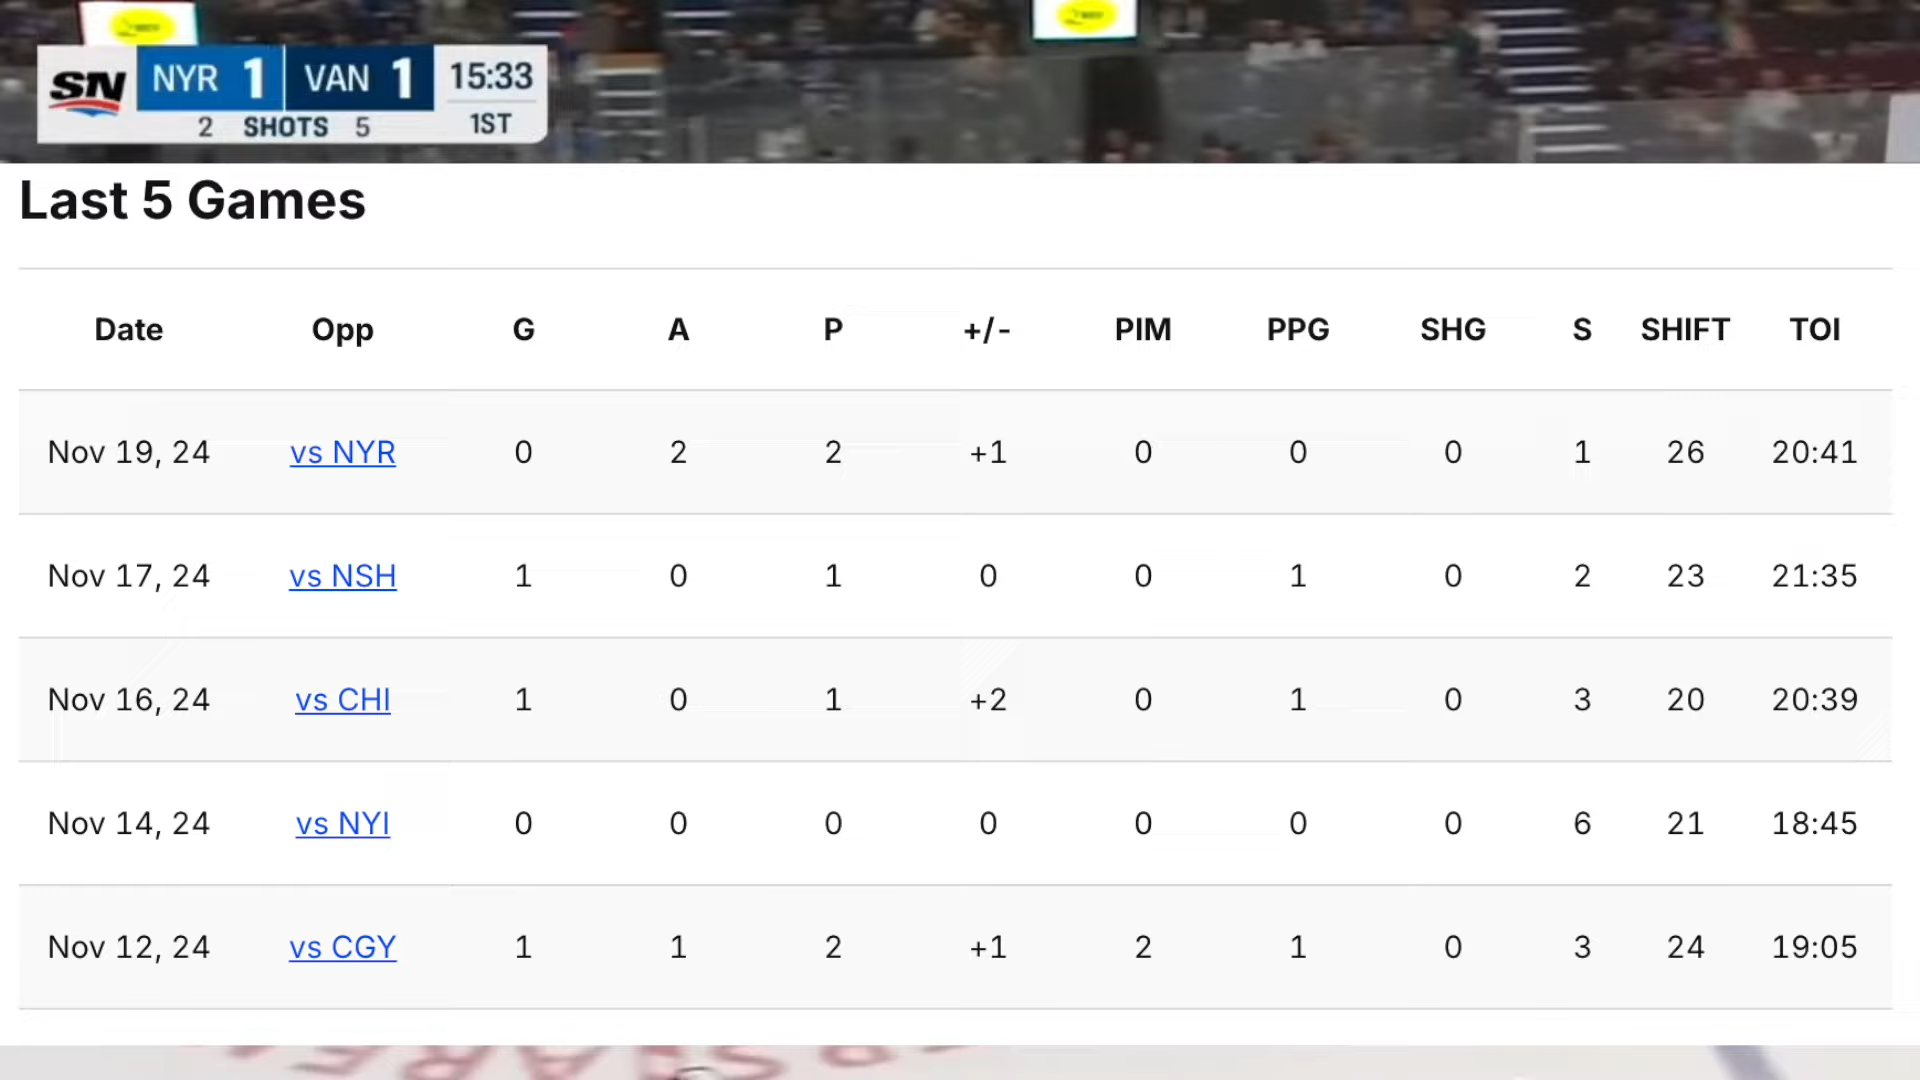 SN NYR 1 VAN 1 15:33
2 SHOTS 5 1ST
Last 5 Games
Date Opp G A P +/- PIM PPG SHG S SHIFT TOI
Nov 19, 24 vs NYR 0 2 2 +1 0 0 0 1 26 20:41
Nov 17, 24 vs NSH 1 0 1 0 0 1 0 2 23 21:35
Nov 16, 24 vs CHI 1 0 1 +2 0 1 0 3 20 20:39
Nov 14, 24 vs NYI 0 0 0 0 0 0 0 6 21 18:45
Nov 12, 24 vs CGY 1 1 2 +1 2 1 0 3 24 19:05